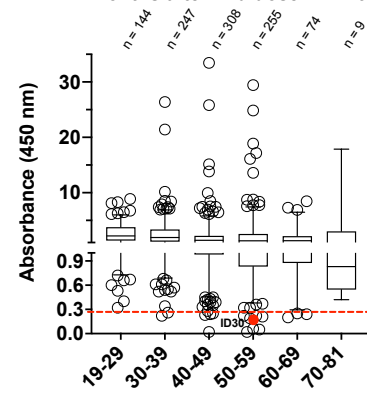 n = 144
n = 247
n = 308
n = 255
n = 74
n = 9
Absorbance (450 nm)
30
20
10
0.9
0.6
0.3
0.0
ID30
19-29
30-39
40-49
50-59
60-69
70-81